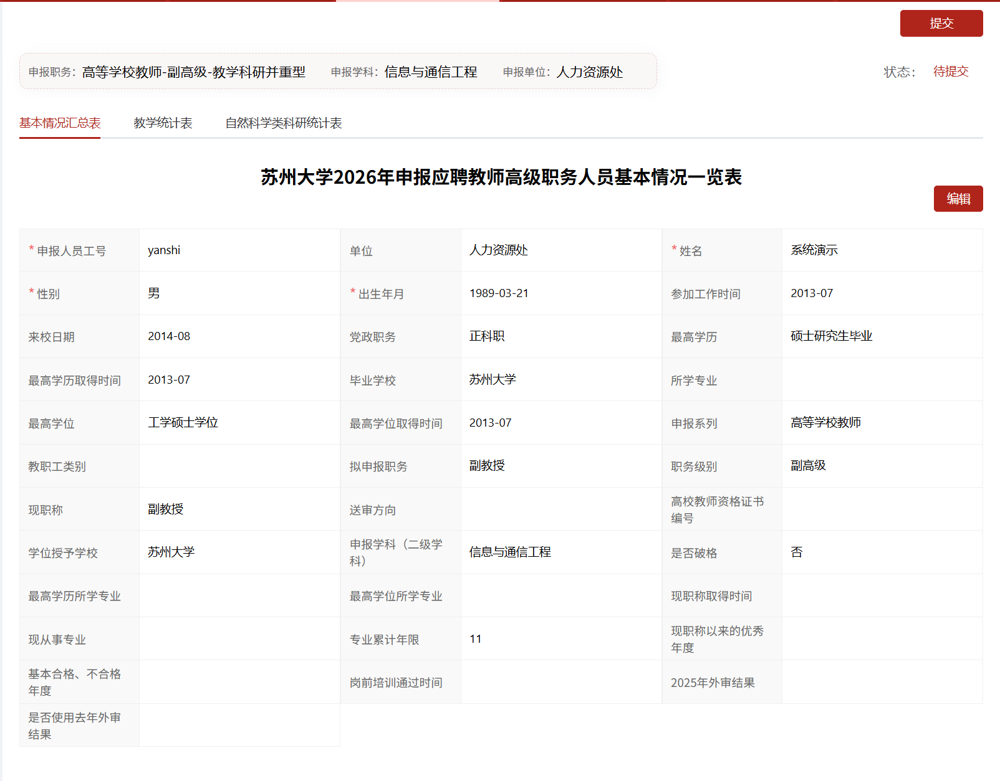 提交
申报职务：高等学校教师-副高级-教学科研并重型 申报学科：信息与通信工程 申报单位：人力资源处 状态： 待提交
基本情况汇总表 教学统计表 自然科学类科研统计表
苏州大学2026年申报应聘教师高级职务人员基本情况一览表
编辑
* 申报人员工号 yanshi 单位 人力资源处 * 姓名 系统演示
* 性别 男 * 出生年月 1989-03-21 参加工作时间 2013-07
来校日期 2014-08 党政职务 正科职 最高学历 硕士研究生毕业
最高学历取得时间 2013-07 毕业学校 苏州大学 所学专业
最高学位 工学硕士学位 最高学位取得时间 2013-07 申报系列 高等学校教师
教职工类别 拟申报职务 副教授 职务级别 副高级
现职称 副教授 送审方向 高校教师资格证书
编号
学位授予学校 苏州大学 申报学科（二级学
科） 信息与通信工程 是否破格 否
最高学历所学专业 最高学位所学专业 现职称取得时间
现从事专业 专业累计年限 11 现职称以来的优秀
年度
基本合格、不合格
年度 岗前培训通过时间 2025年外审结果
是否使用去年外审
结果